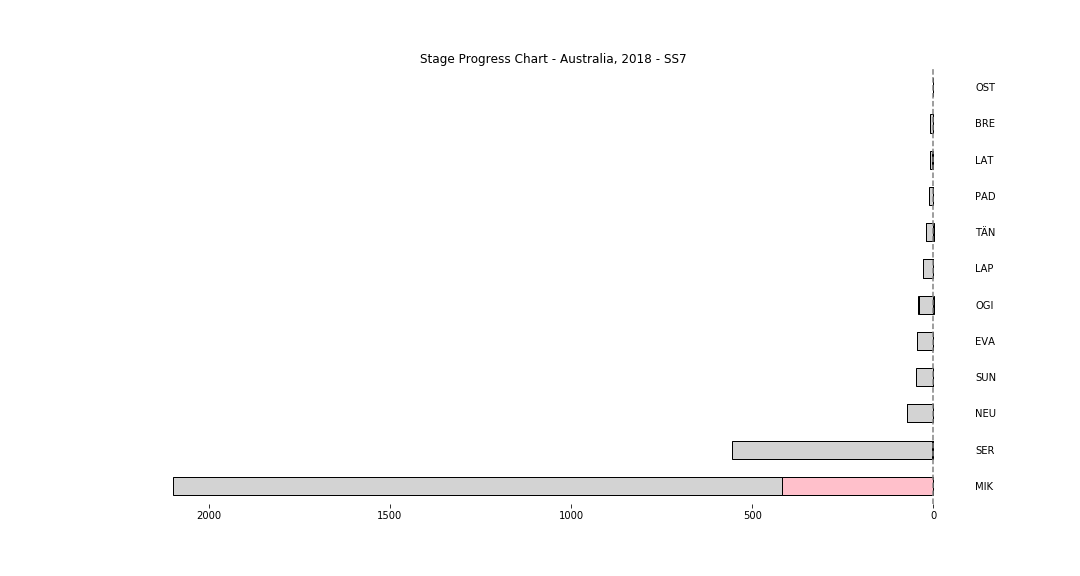 Stage Progress Chart - Australia, 2018 - SS7
OST
BRE
LAT
PAD
TÄN
LAP
OGI
EVA
SUN
NEU
SER
MIK
2000 1500 1000 500 0